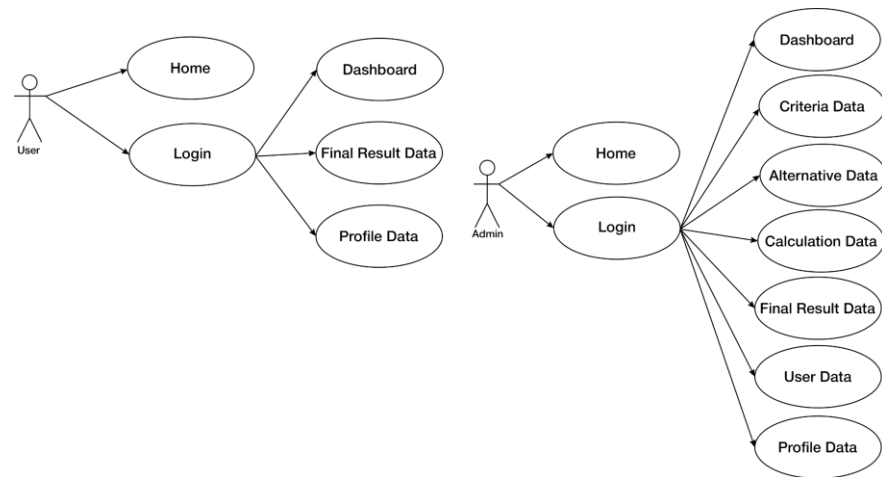 Home
Login
User
Dashboard
Final Result Data
Profile Data
Home
Login
Admin
Dashboard
Criteria Data
Alternative Data
Calculation Data
Final Result Data
User Data
Profile Data